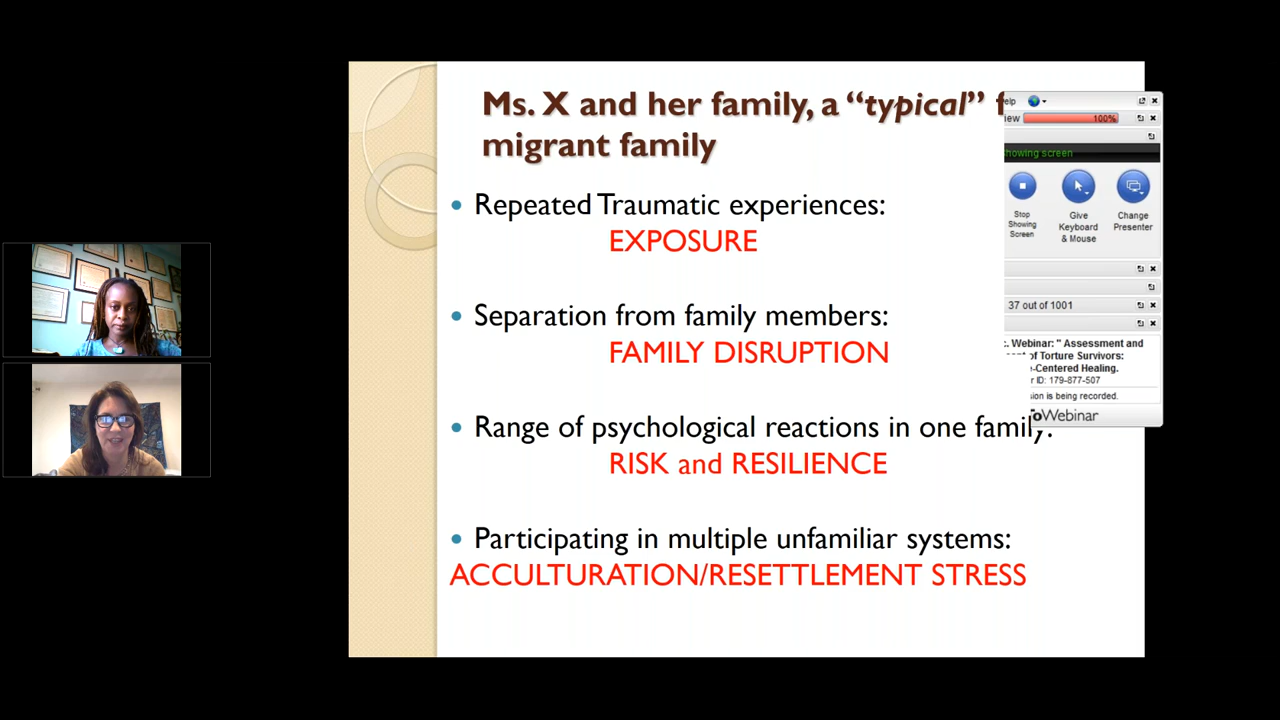 Ms. X and her family, a “typical”
migrant family
• Repeated Traumatic experiences:
EXPOSURE
• Separation from family members:
FAMILY DISRUPTION
• Range of psychological reactions in one family:
RISK and RESILIENCE
• Participating in multiple unfamiliar systems:
ACCULTURATION/RESETTLEMENT STRESS
100%
howing screen
Stop
Showing
Screen
Give
Keyboard
& Mouse
Change
Presenter
37 out of 1001
. Webinar: " Assessment and
of Torture Survivors:
-Centered Healing.
ID: 179-877-507
is being recorded.
oWebinar